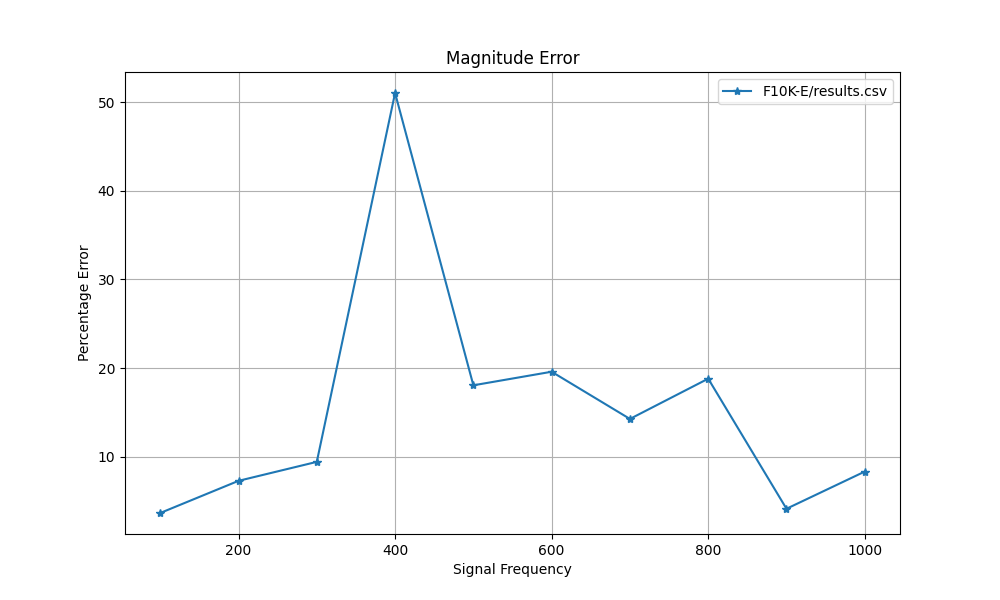 Magnitude Error
F10K-E/results.csv
50
40
30
20
10
Percentage Error
200 400 600 800 1000
Signal Frequency